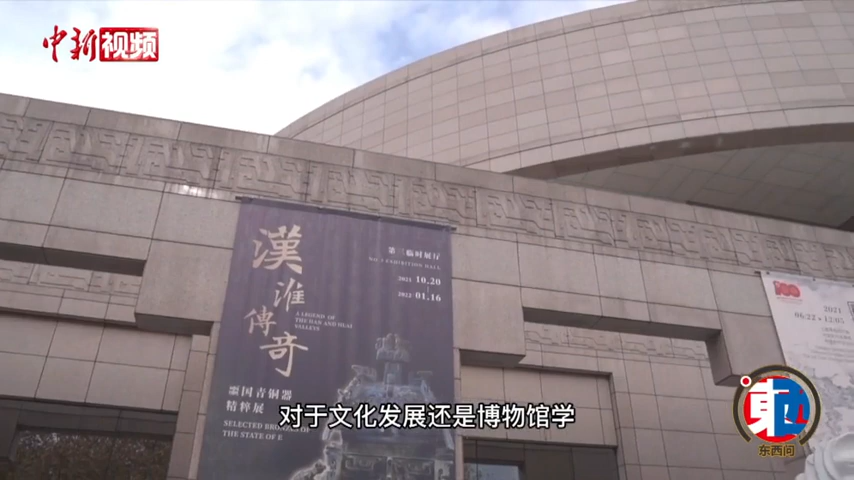 中新视频
漢
淮
傳
奇
A LEGEND OF
THE HAN AND HUAI
VALLEYS
第三临时展厅
NO.3 EXHIBITION HALL
2021 10.20
2022 01.16
噩国青铜器
精粹展
SELECTED BRONZES OF
THE STATE OF E
2021
对于文化发展还是博物馆学
东西问